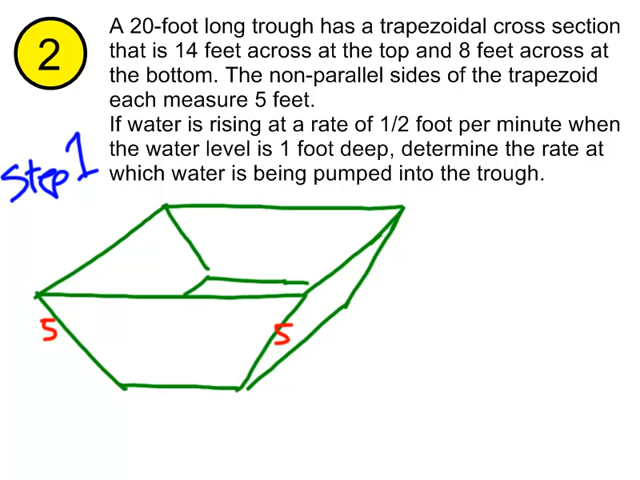 2
A 20-foot long trough has a trapezoidal cross section
that is 14 feet across at the top and 8 feet across at
the bottom. The non-parallel sides of the trapezoid
each measure 5 feet.
If water is rising at a rate of 1/2 foot per minute when
the water level is 1 foot deep, determine the rate at
which water is being pumped into the trough.
Step 1
5
5